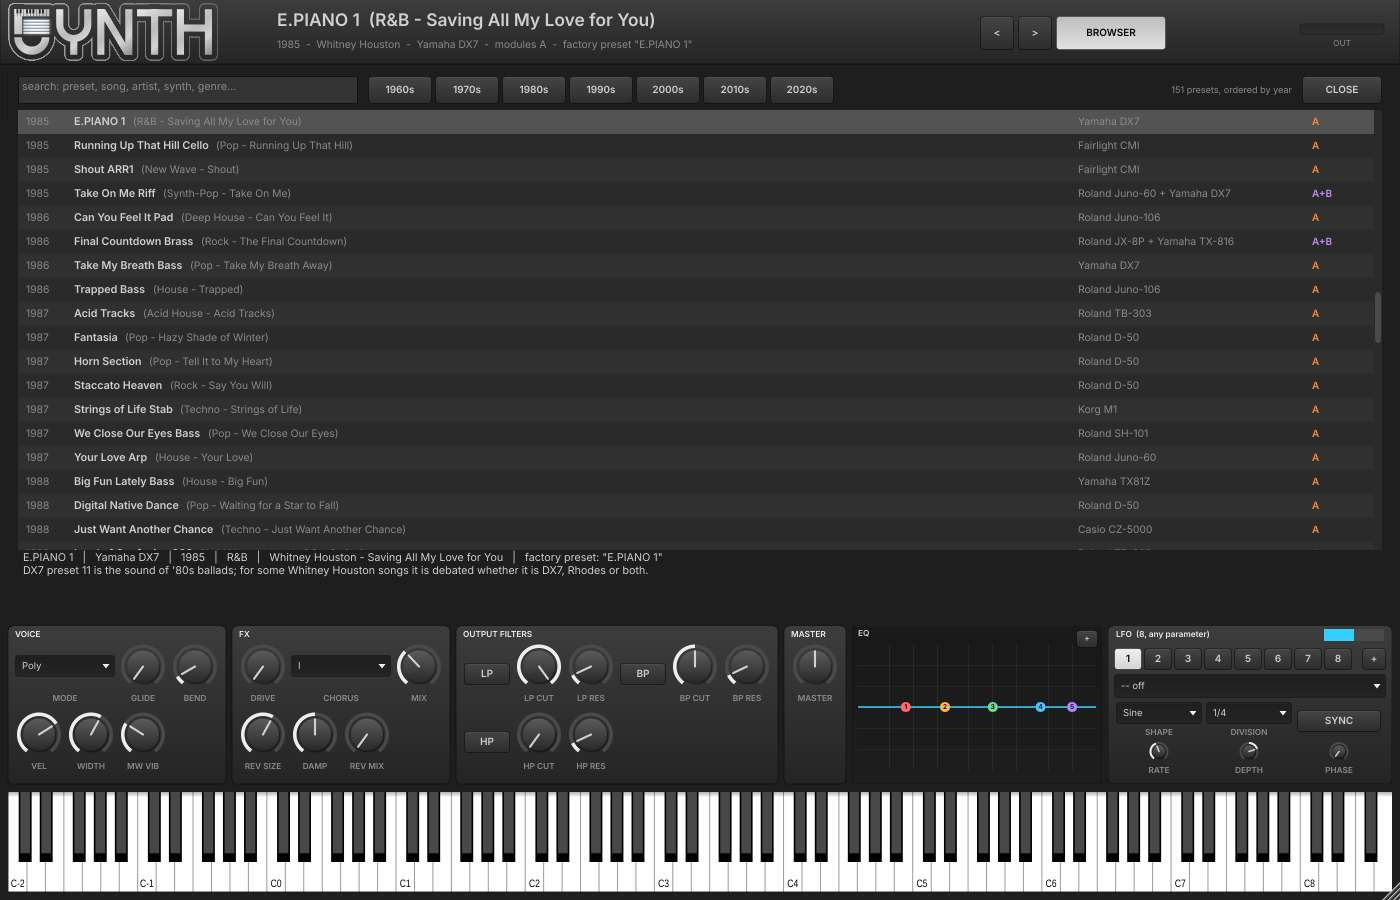 SYNTH
E.PIANO 1 (R&B - Saving All My Love for You)
1985 - Whitney Houston - Yamaha DX7 - modules A - factory preset "E.PIANO 1"
< > BROWSER
OUT
search: preset, song, artist, synth, genre...
1960s 1970s 1980s 1990s 2000s 2010s 2020s
151 presets, ordered by year
CLOSE
1985 E.PIANO 1 (R&B - Saving All My Love for You) Yamaha DX7 A
1985 Running Up That Hill Cello (Pop - Running Up That Hill) Fairlight CMI A
1985 Shout ARR1 (New Wave - Shout) Fairlight CMI A
1985 Take On Me Riff (Synth-Pop - Take On Me) Roland Juno-60 + Yamaha DX7 A+B
1986 Can You Feel It Pad (Deep House - Can You Feel It) Roland Juno-106 A
1986 Final Countdown Brass (Rock - The Final Countdown) Roland JX-8P + Yamaha TX-816 A+B
1986 Take My Breath Bass (Pop - Take My Breath Away) Yamaha DX7 A
1986 Trapped Bass (House - Trapped) Roland Juno-106 A
1987 Acid Tracks (Acid House - Acid Tracks) Roland TB-303 A
1987 Fantasia (Pop - Hazy Shade of Winter) Roland D-50 A
1987 Horn Section (Pop - Tell It to My Heart) Roland D-50 A
1987 Staccato Heaven (Rock - Say You Will) Roland D-50 A
1987 Strings of Life Stab (Techno - Strings of Life) Korg M1 A
1987 We Close Our Eyes Bass (Pop - We Close Our Eyes) Roland SH-101 A
1987 Your Love Arp (House - Your Love) Roland Juno-60 A
1988 Big Fun Lately Bass (House - Big Fun) Yamaha TX81Z A
1988 Digital Native Dance (Pop - Waiting for a Star to Fall) Roland D-50 A
1988 Just Want Another Chance (Techno - Just Want Another Chance) Casio CZ-5000 A
E.PIANO 1 | Yamaha DX7 | 1985 | R&B | Whitney Houston - Saving All My Love for You | factory preset: "E.PIANO 1"
DX7 preset 11 is the sound of '80s ballads; for some Whitney Houston songs it is debated whether it is DX7, Rhodes or both.
VOICE
Poly
MODE GLIDE BEND
VEL WIDTH MW VIB
FX
I
DRIVE CHORUS MIX
REV SIZE DAMP REV MIX
OUTPUT FILTERS
LP BP
LP CUT LP RES BP CUT BP RES
HP
HP CUT HP RES
MASTER
MASTER
EQ
+
1 2 3 4 5
LFO (8, any parameter)
1 2 3 4 5 6 7 8 +
-- off
Sine 1/4 SYNC
SHAPE DIVISION
RATE DEPTH PHASE
C-2 C-1 C0 C1 C2 C3 C4 C5 C6 C7 C8